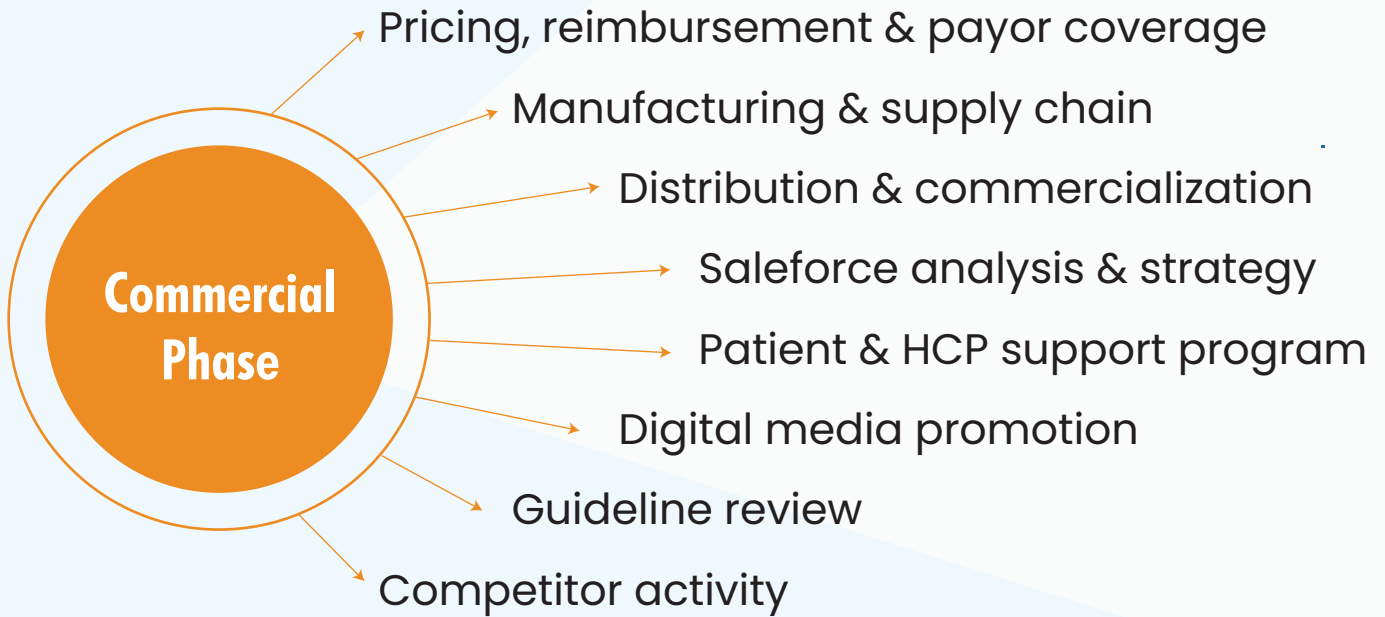 Pricing, reimbursement & payor coverage
Manufacturing & supply chain
Distribution & commercialization
Saleforce analysis & strategy
Commercial
Phase
Patient & HCP support program
Digital media promotion
Guideline review
Competitor activity